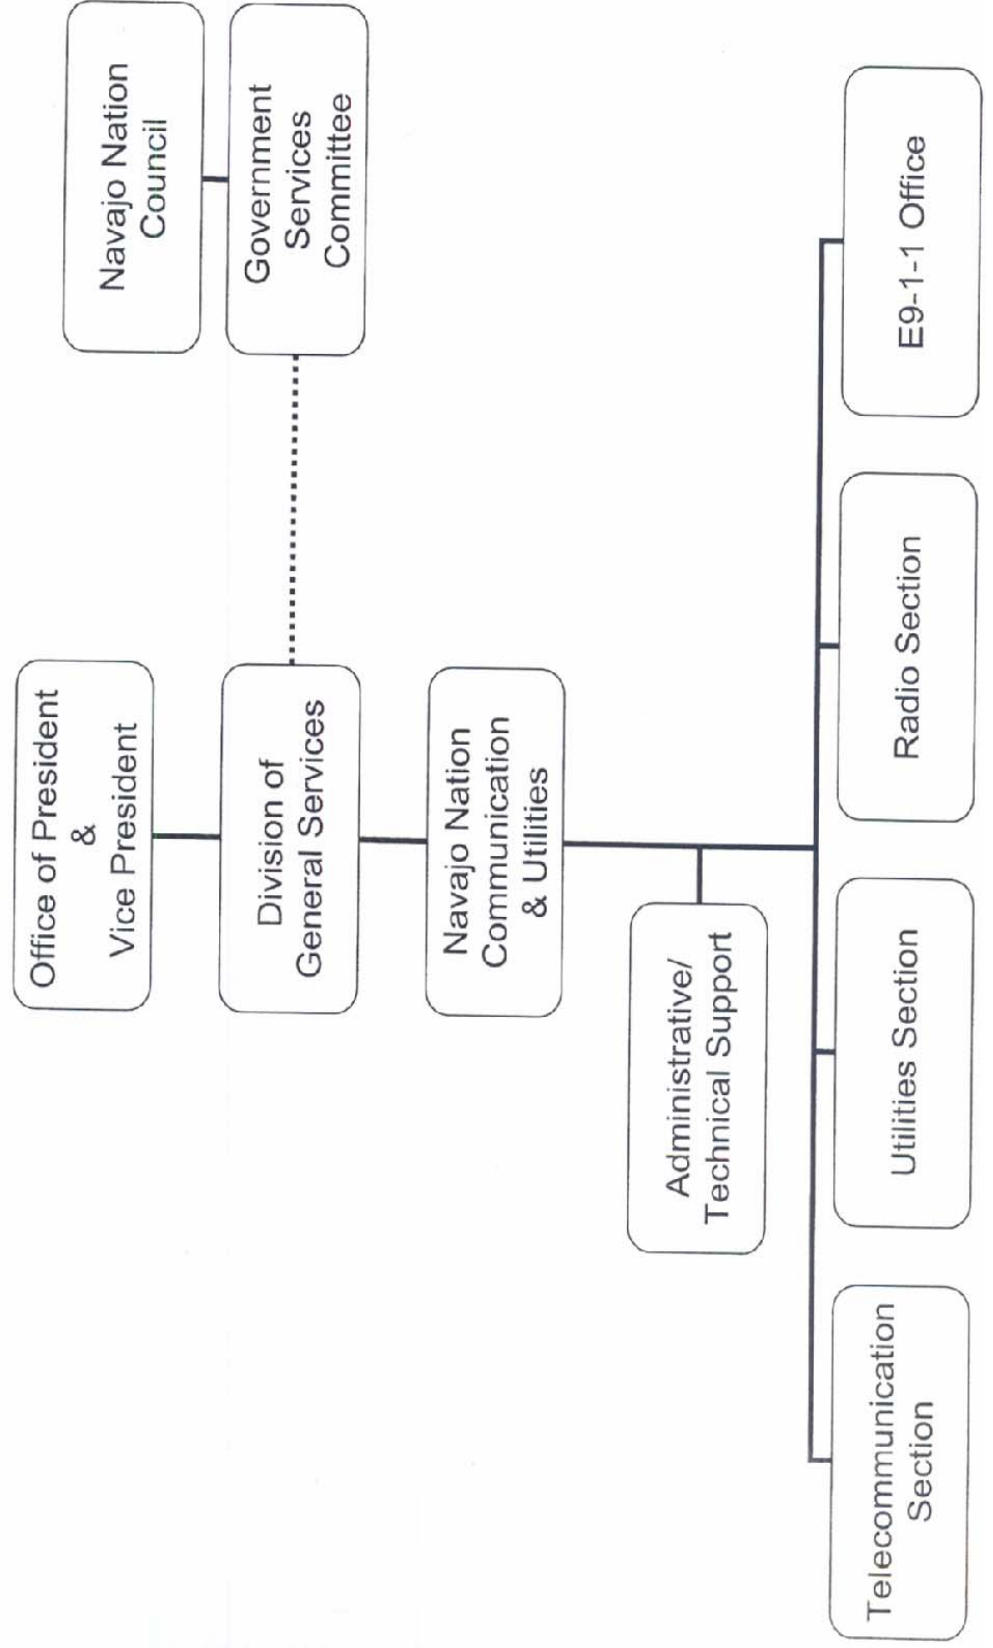 Office of President
&
Vice President
Navajo Nation
Council
Division of
General Services
Government
Services
Committee
Navajo Nation
Communication
& Utilities
Administrative/
Technical Support
Telecommunication
Section
Utilities Section
Radio Section
E9-1-1 Office